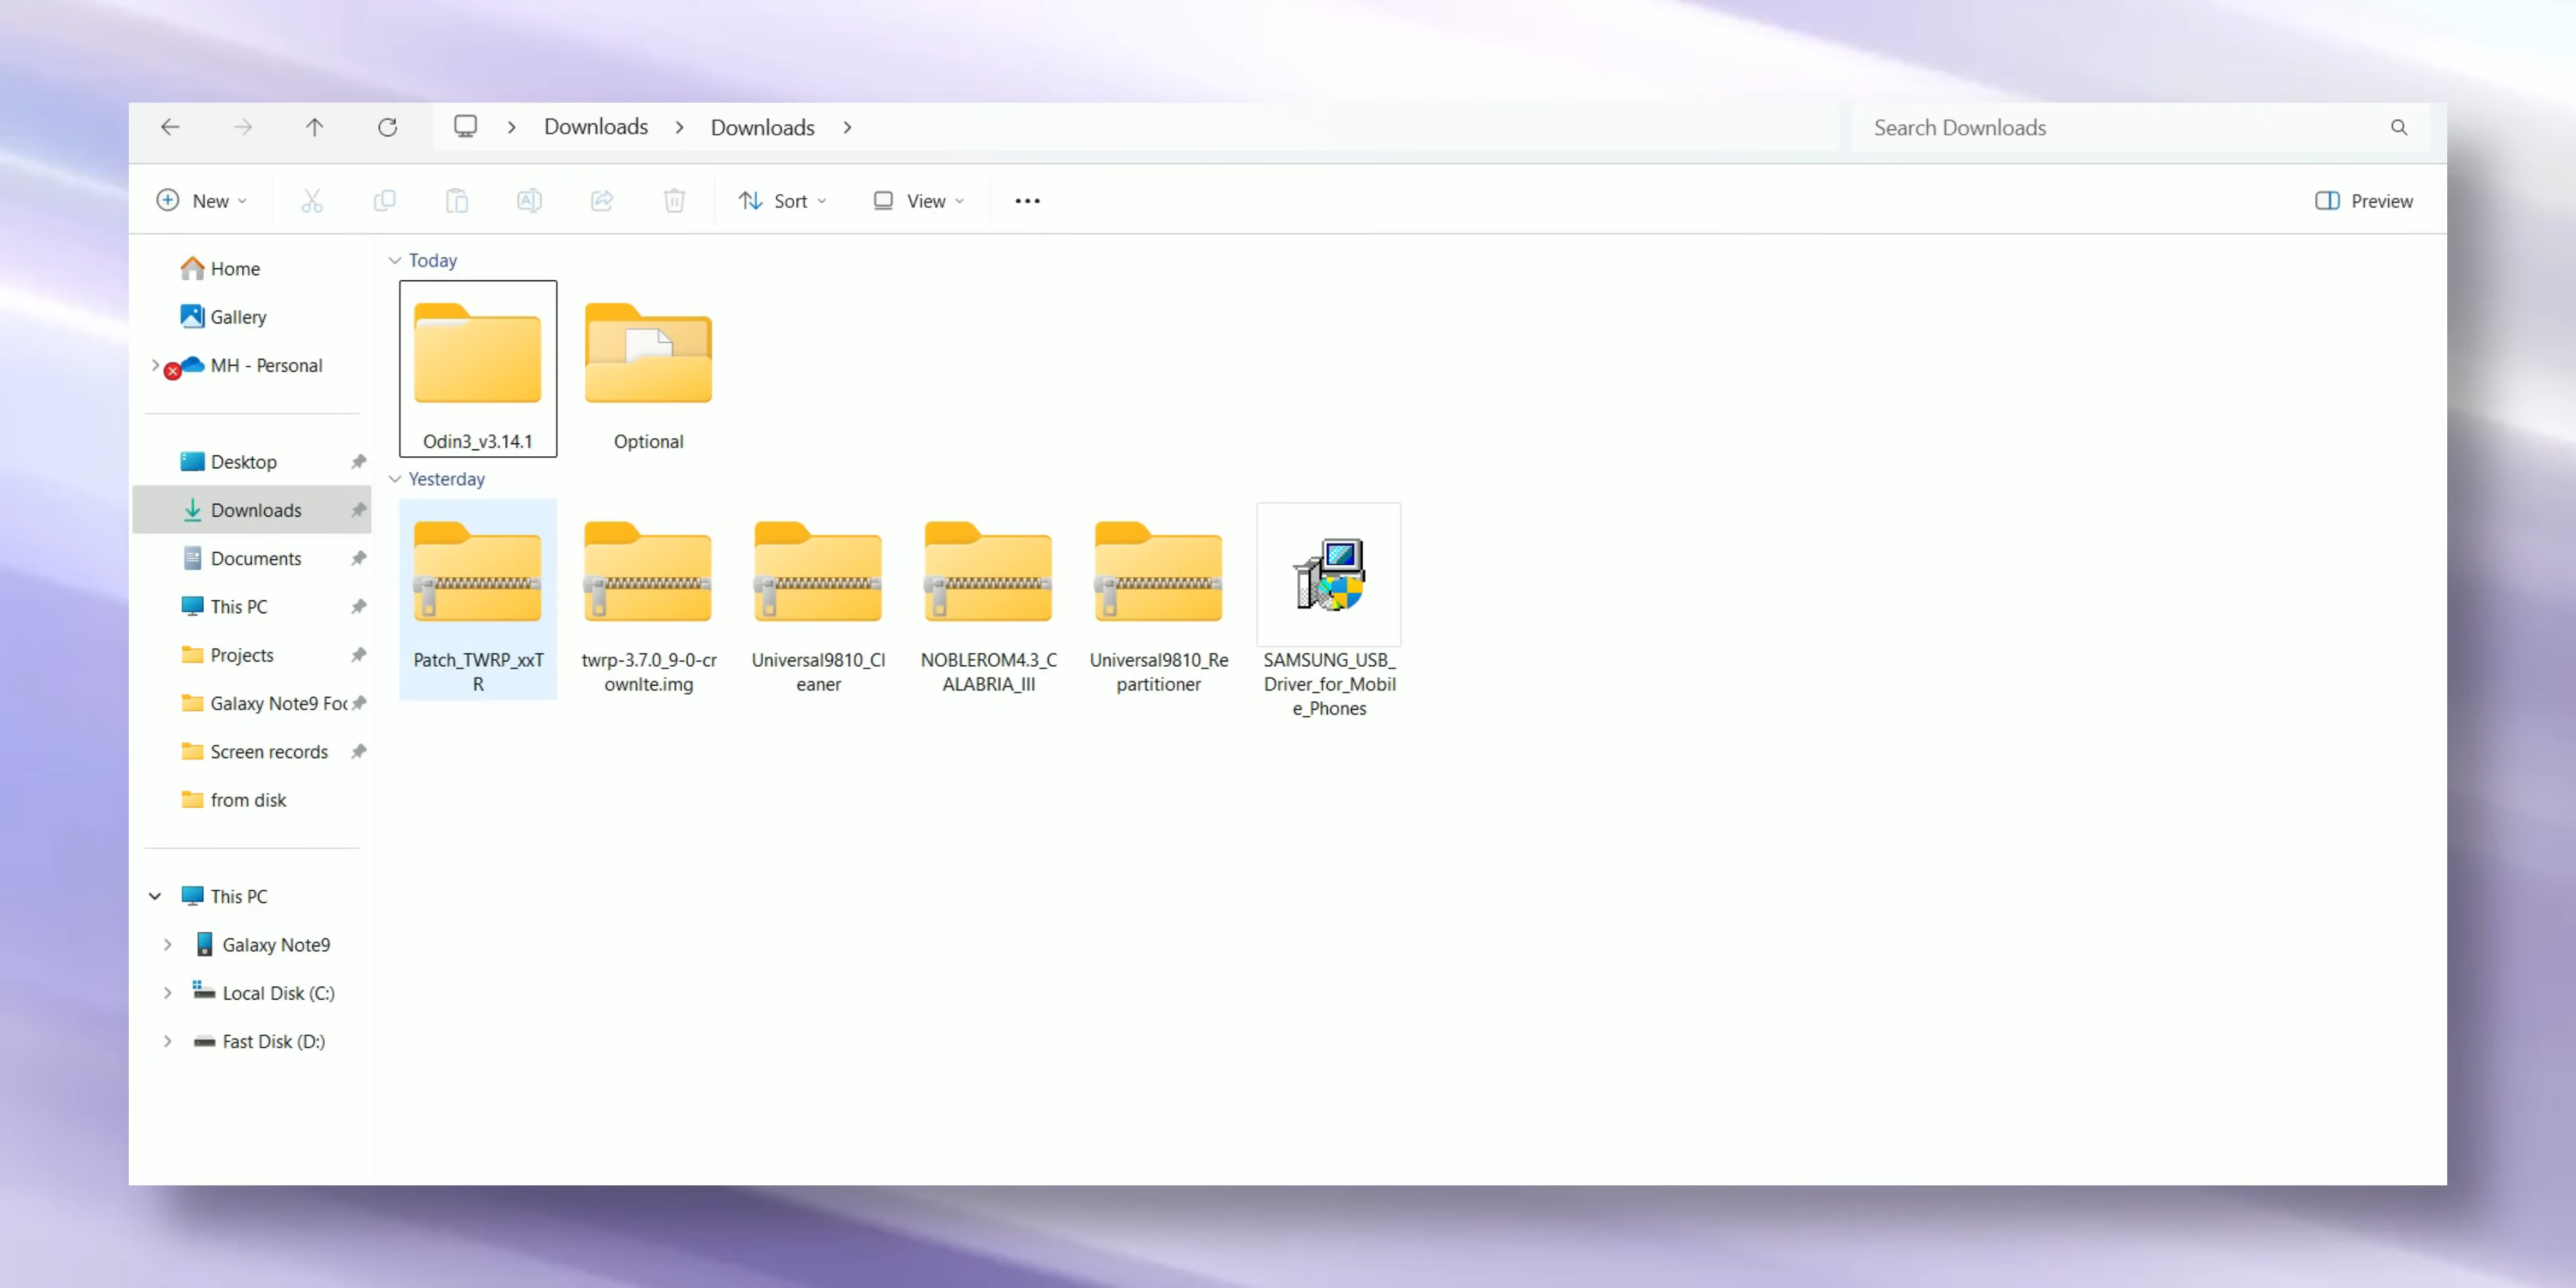 Downloads
Downloads
Search Downloads
New
Sort
View
Preview
Home
Gallery
MH - Personal
Desktop
Downloads
Documents
This PC
Projects
Galaxy Note9 Foc
Screen records
from disk
This PC
Galaxy Note9
Local Disk (C:)
Fast Disk (D:)
Today
Odin3_v3.14.1
Optional
Yesterday
Patch_TWRP_xxT
R
twrp-3.7.0_9-0-cr
ownlte.img
Universal9810_Cl
eaner
NOBLEROM4.3_C
ALABRIA_III
Universal9810_Re
partitioner
SAMSUNG_USB_
Driver_for_Mobil
e_Phones